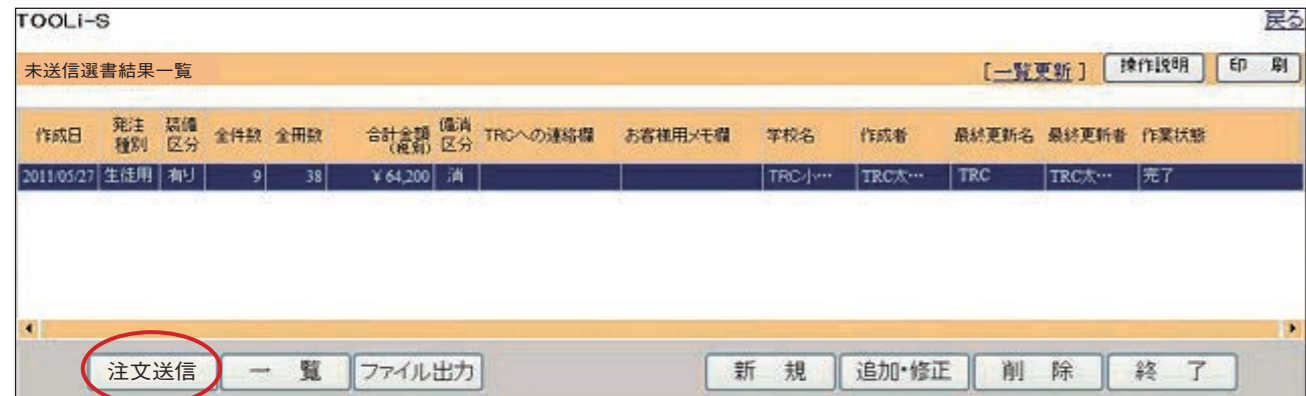 TOOLi-S 戻る
未送信選書結果一覧 [一覧更新] 操作説明 印 刷
作成日 発注種別 装備区分 全件数 全冊数 合計金額(税別) 備消区分 TRCへの連絡欄 お客様用メモ欄 学校名 作成者 最終更新名 最終更新者 作業状態
2011/05/27 生徒用 有り 9 38 ¥ 64,200 消 TRC小… TRC太… TRC TRC太… 完了
注文送信 一 覧 ファイル出力 新 規 追加・修正 削 除 終 了